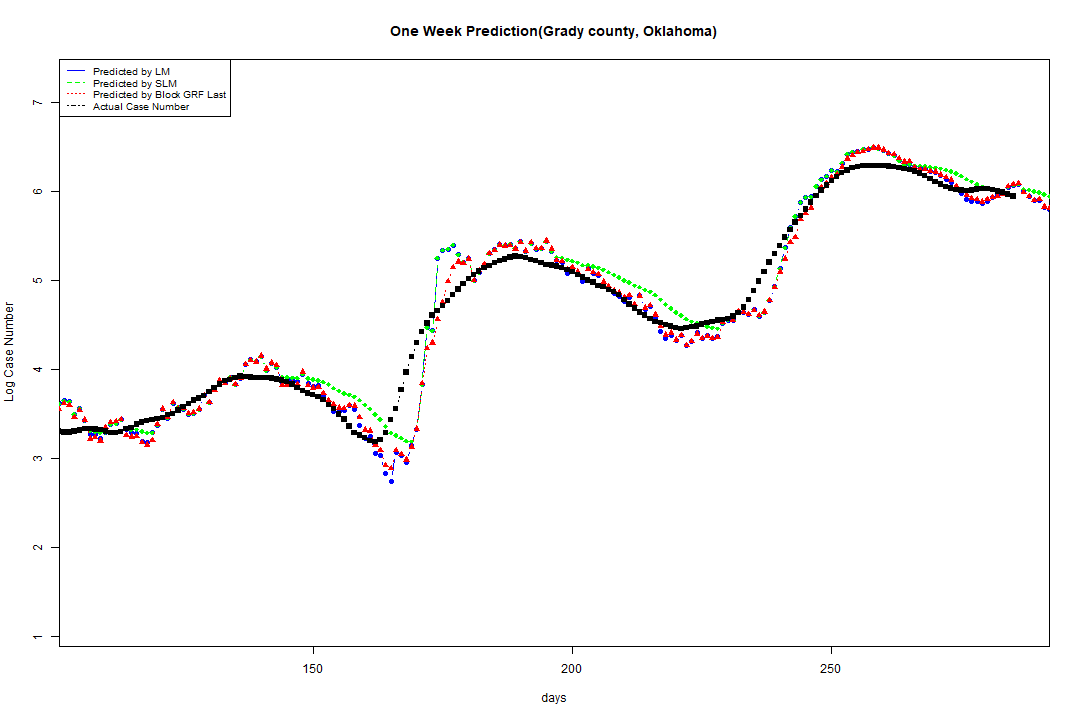 One Week Prediction(Grady county, Oklahoma)
Predicted by LM
Predicted by SLM
Predicted by Block GRF Last
Actual Case Number
7
6
5
4
3
2
1
Log Case Number
150 200 250
days